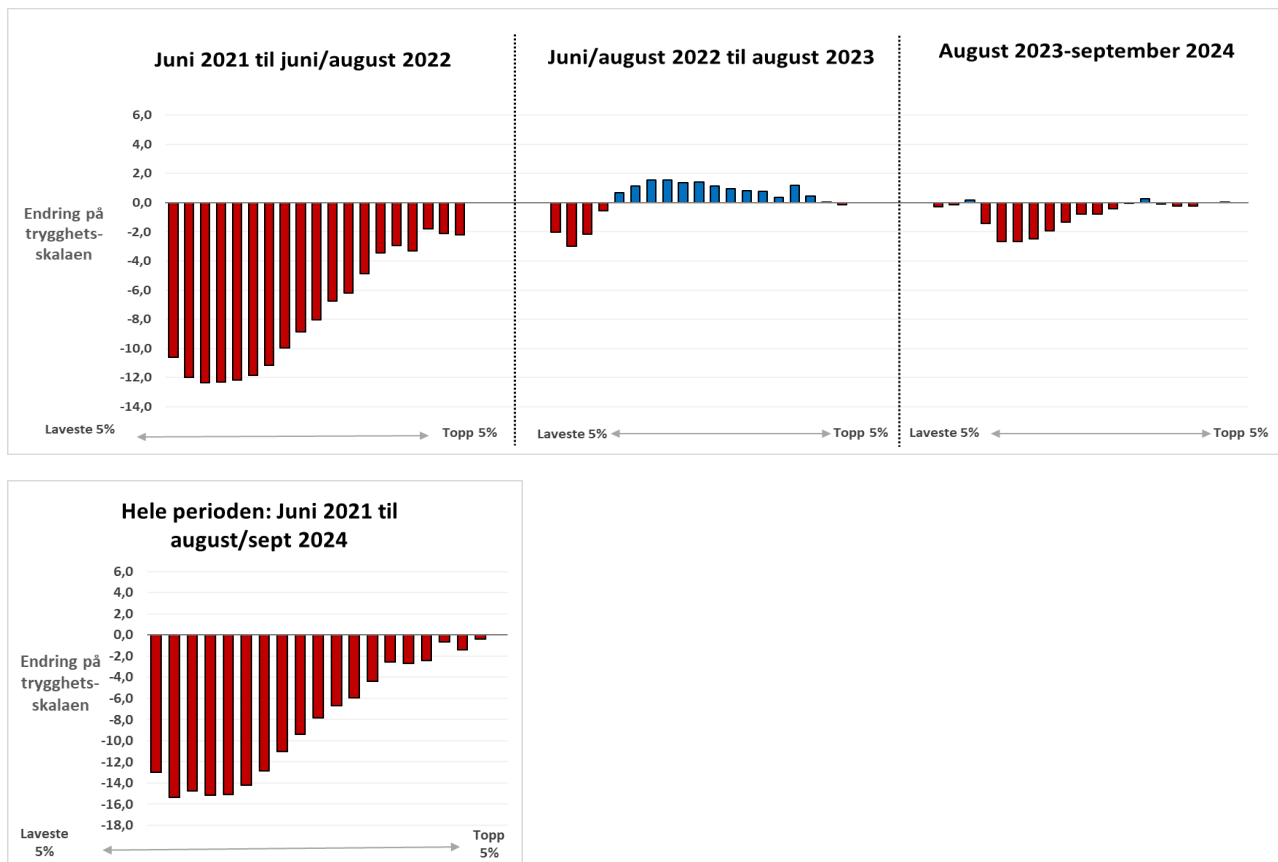 Juni 2021 til juni/august 2022
Juni/august 2022 til august 2023
August 2023-september 2024
6,0
4,0
2,0
0,0
-2,0
-4,0
-6,0
-8,0
-10,0
-12,0
-14,0
Endring på
trygghets-
skalaen
Laveste 5%
Topp 5%
Laveste 5%
Topp 5%
Laveste 5%
Topp 5%
Hele perioden: Juni 2021 til
august/sept 2024
6,0
4,0
2,0
0,0
-2,0
-4,0
-6,0
-8,0
-10,0
-12,0
-14,0
-16,0
-18,0
Endring på
trygghets-
skalaen
Laveste
5%
Topp
5%